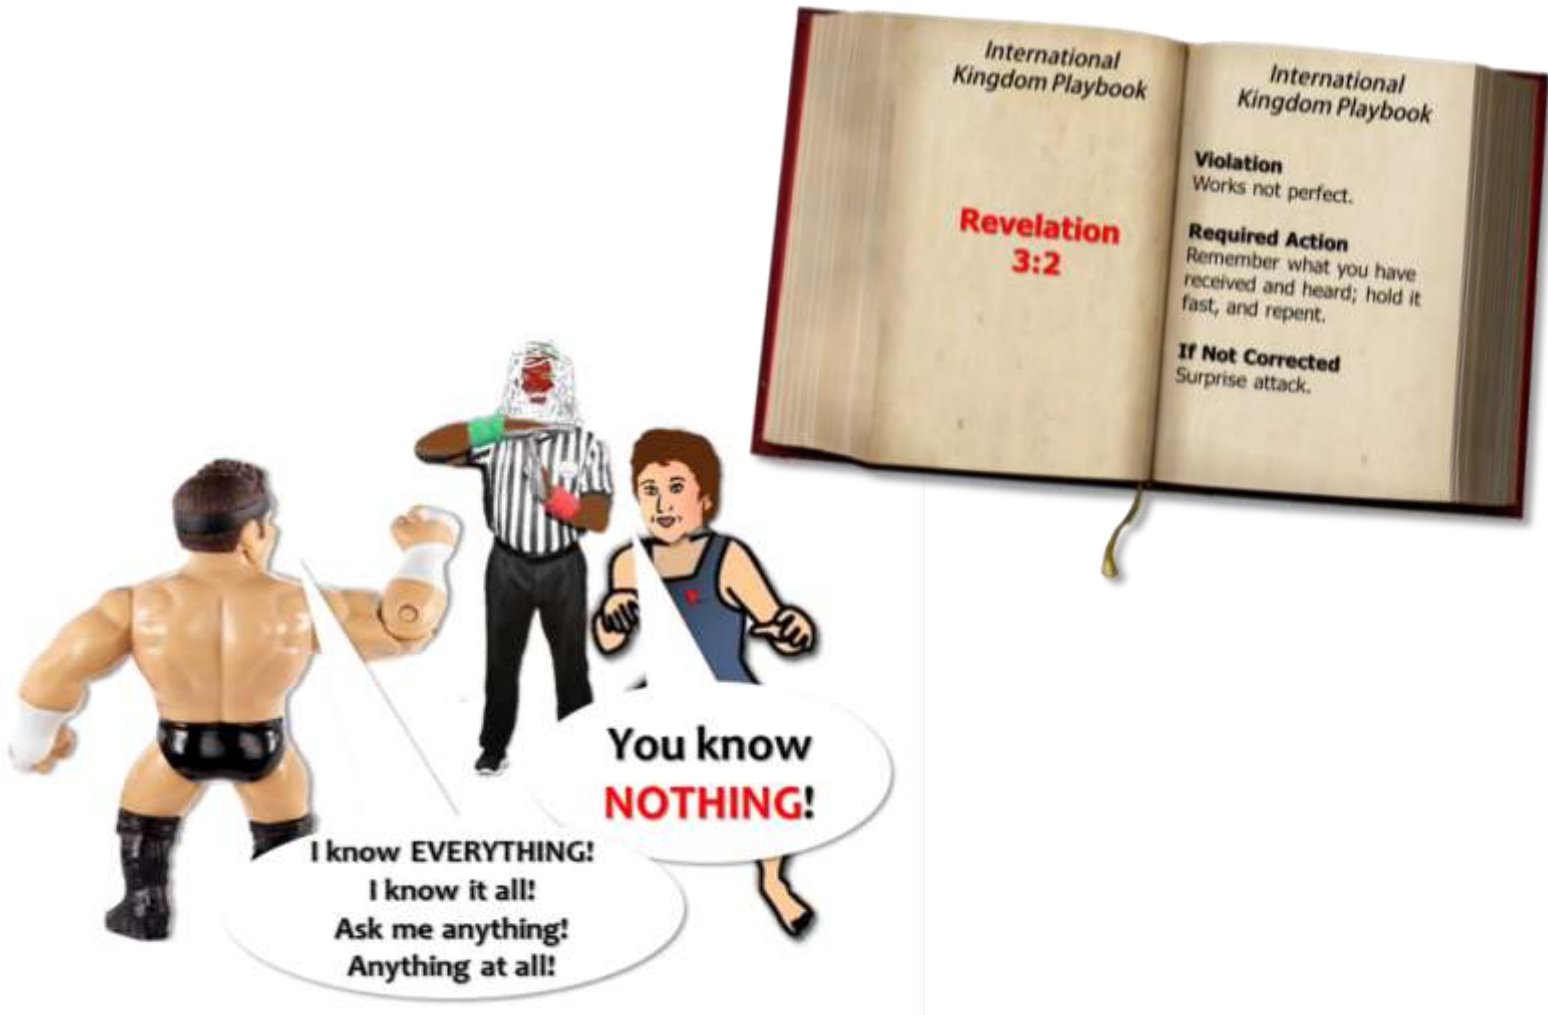 International
Kingdom Playbook
Revelation
3:2
International
Kingdom Playbook
Violation
Works not perfect.
Required Action
Remember what you have
received and heard; hold it
fast, and repent.
If Not Corrected
Surprise attack.
You know
NOTHING!
I know EVERYTHING!
I know it all!
Ask me anything!
Anything at all!